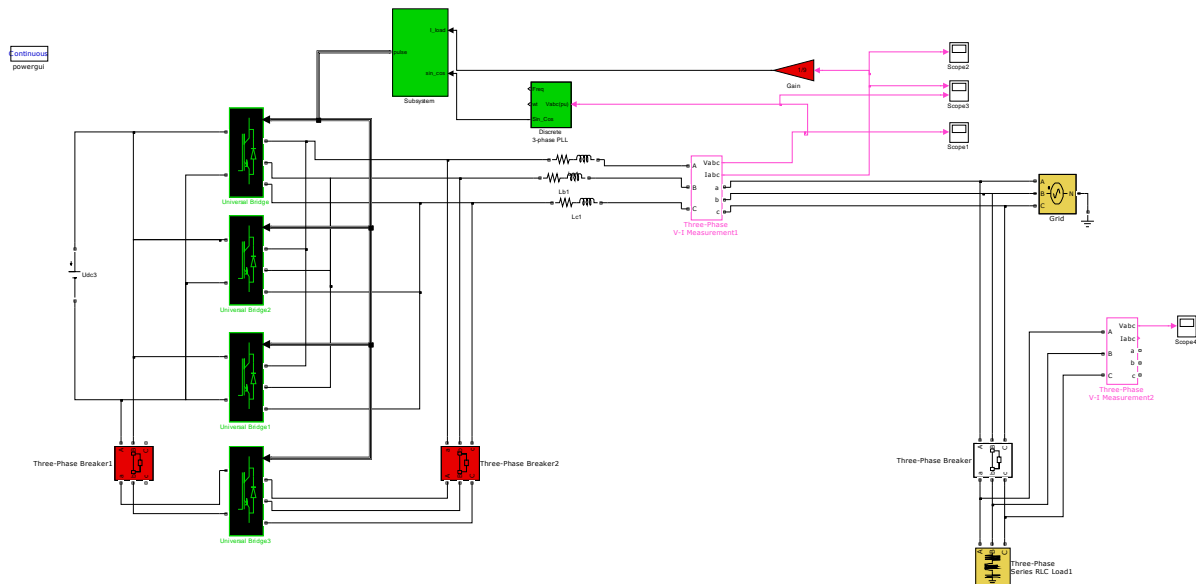 Continuous
powergui
I_load
pulse
sin_cos
Subsystem
Freq
wt
Vabc(pu)
Sin_Cos
Discrete
3-phase PLL
Gain
Scope2
Scope3
Scope1
Universal Bridge
Lb1
Lc1
A
B
C
Vabc
Iabc
a
b
c
Three-Phase
V-I Measurement1
A
B
C
N
Grid
Udc3
Universal Bridge2
Universal Bridge1
Universal Bridge3
Three-Phase Breaker1
A
B
C
a
b
c
Three-Phase Breaker2
A
B
C
a
b
c
Three-Phase Breaker
A
B
C
a
b
c
A
B
C
Vabc
Iabc
a
b
c
Three-Phase
V-I Measurement2
Scope4
A
B
C
Three-Phase
Series RLC Load1